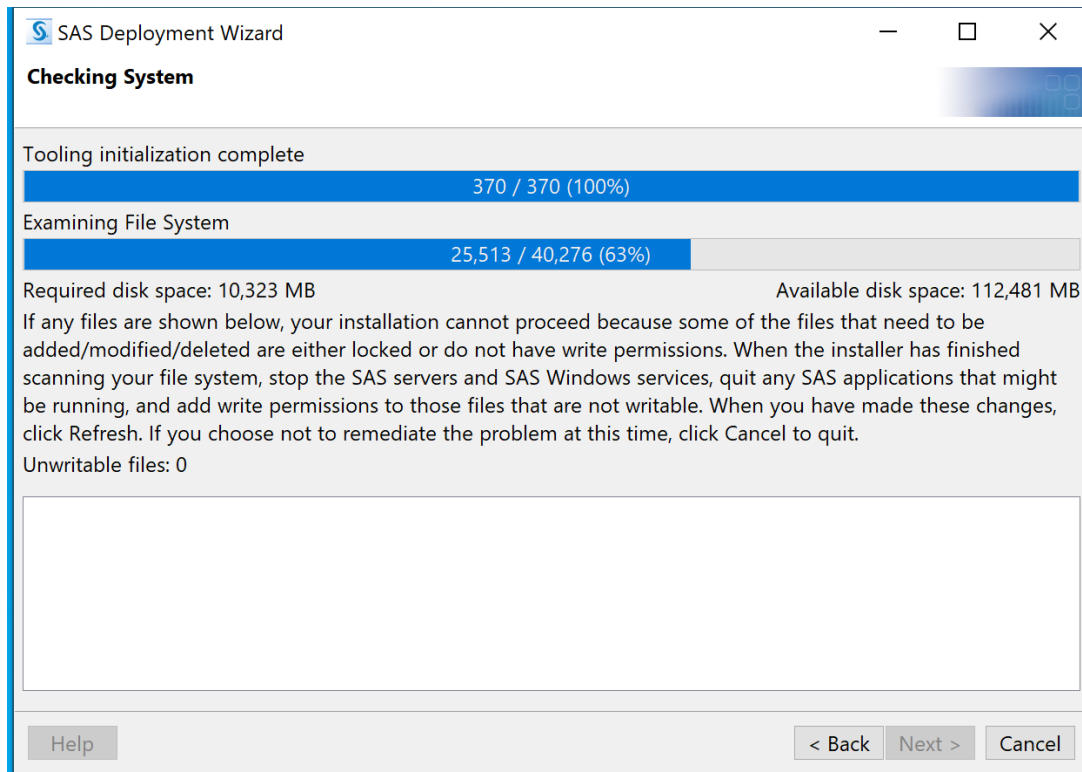 SAS Deployment Wizard
Checking System
Tooling initialization complete
370 / 370 (100%)
Examining File System
25,513 / 40,276 (63%)
Required disk space: 10,323 MB
Available disk space: 112,481 MB
If any files are shown below, your installation cannot proceed because some of the files that need to be
added/modified/deleted are either locked or do not have write permissions. When the installer has finished
scanning your file system, stop the SAS servers and SAS Windows services, quit any SAS applications that might
be running, and add write permissions to those files that are not writable. When you have made these changes,
click Refresh. If you choose not to remediate the problem at this time, click Cancel to quit.
Unwritable files: 0
Help
< Back
Next >
Cancel